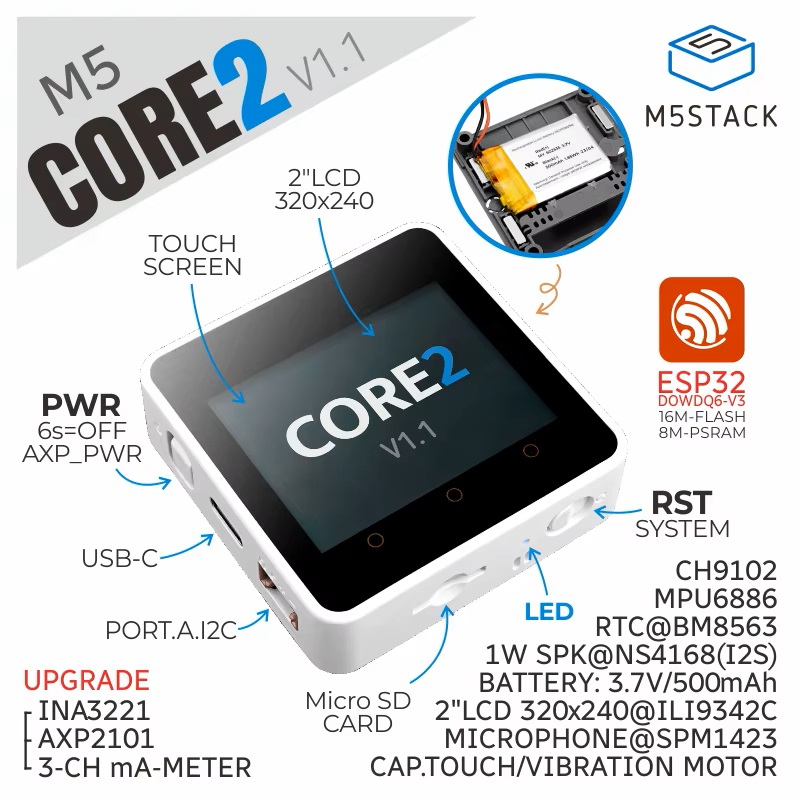 M5
CORE2 V1.1
M5STACK
2"LCD
320x240
TOUCH
SCREEN
CORE2
V1.1
ESP32
DOWDQ6-V3
16M-FLASH
8M-PSRAM
PWR
6s=OFF
AXP_PWR
RST
SYSTEM
USB-C
LED
PORT.A.I2C
Micro SD
CARD
CH9102
MPU6886
RTC@BM8563
1W SPK@NS4168(I2S)
BATTERY: 3.7V/500mAh
2"LCD 320x240@ILI9342C
MICROPHONE@SPM1423
CAP.TOUCH/VIBRATION MOTOR
UPGRADE
INA3221
AXP2101
3-CH mA-METER